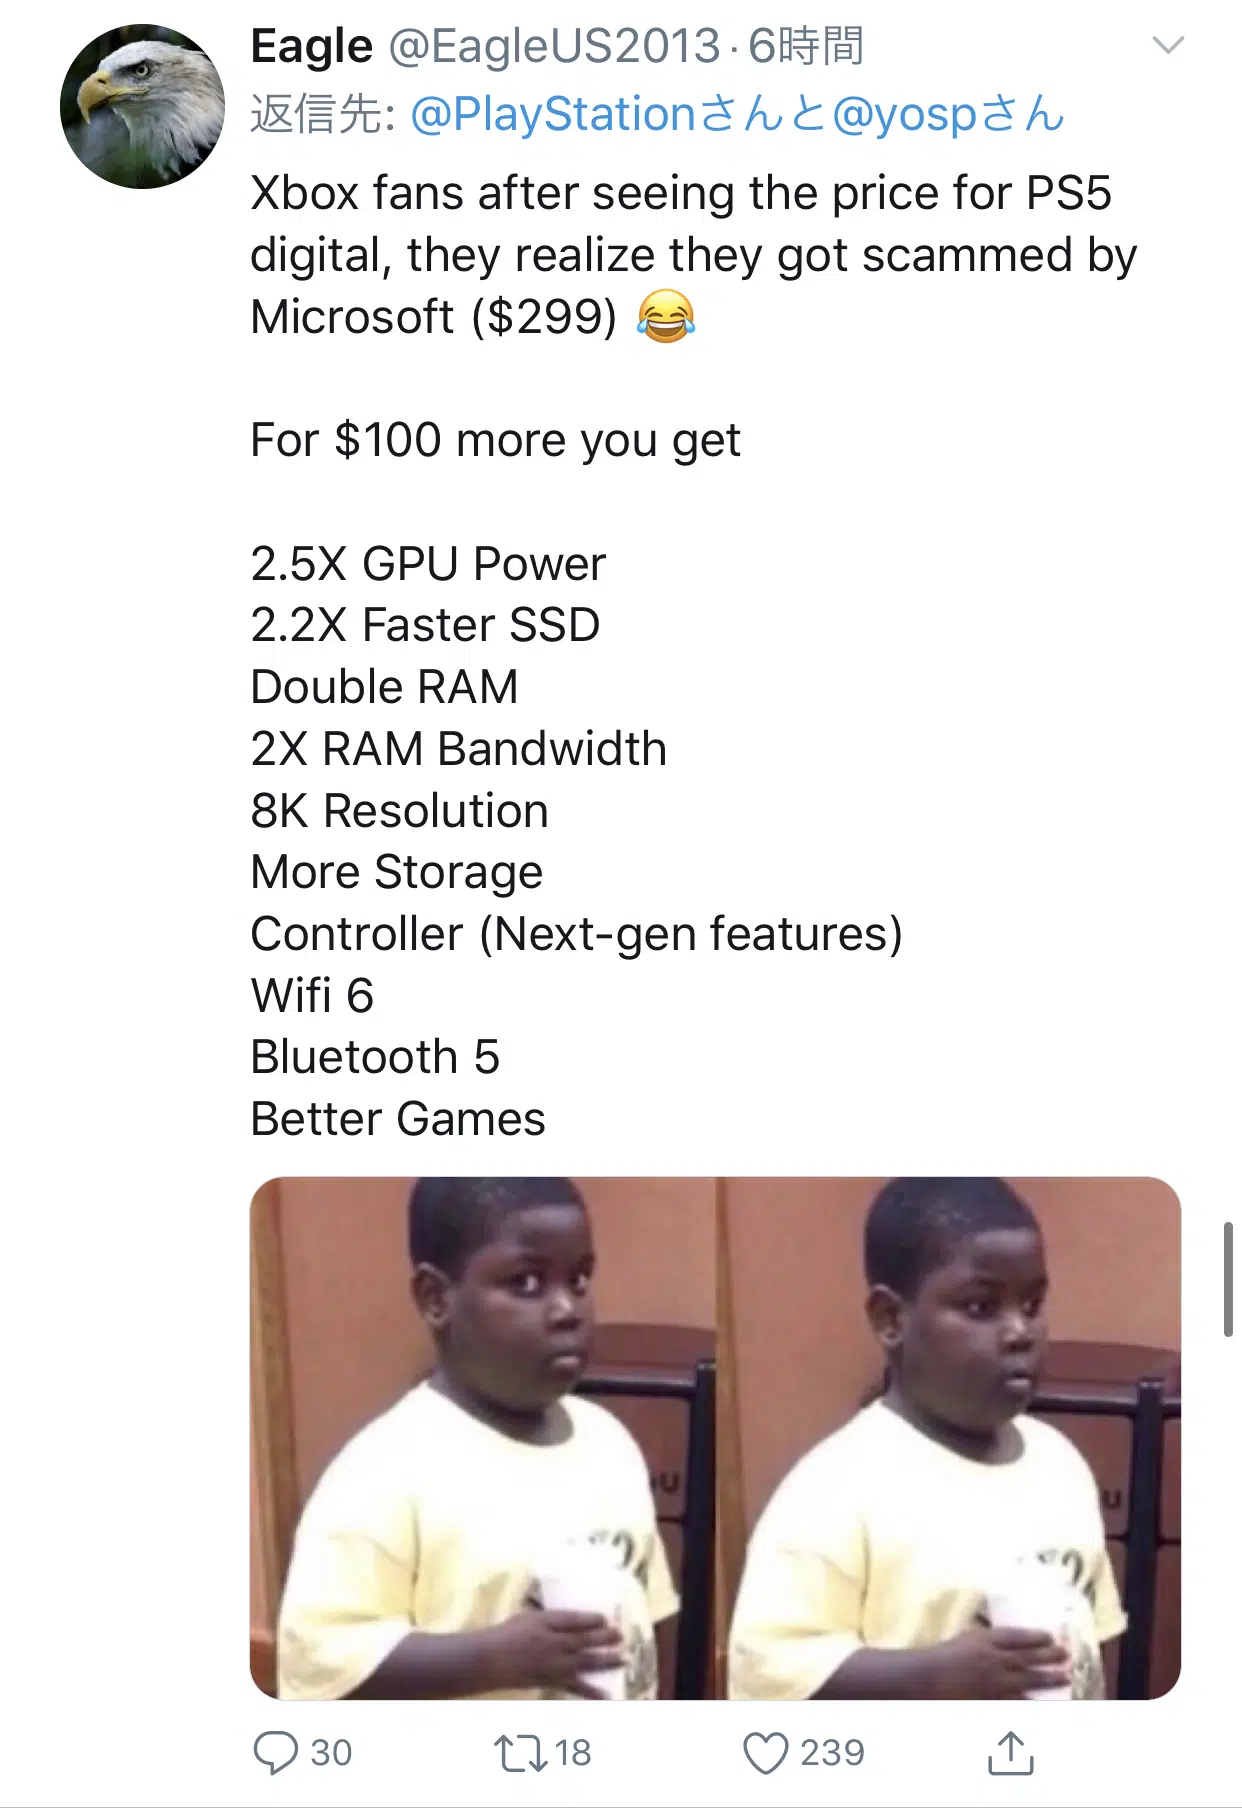 Eagle @EagleUS2013 · 6時間
返信先: @PlayStationさんと@yospさん
Xbox fans after seeing the price for PS5
digital, they realize they got scammed by
Microsoft ($299) 😂
For $100 more you get
2.5X GPU Power
2.2X Faster SSD
Double RAM
2X RAM Bandwidth
8K Resolution
More Storage
Controller (Next-gen features)
Wifi 6
Bluetooth 5
Better Games
30 18 239